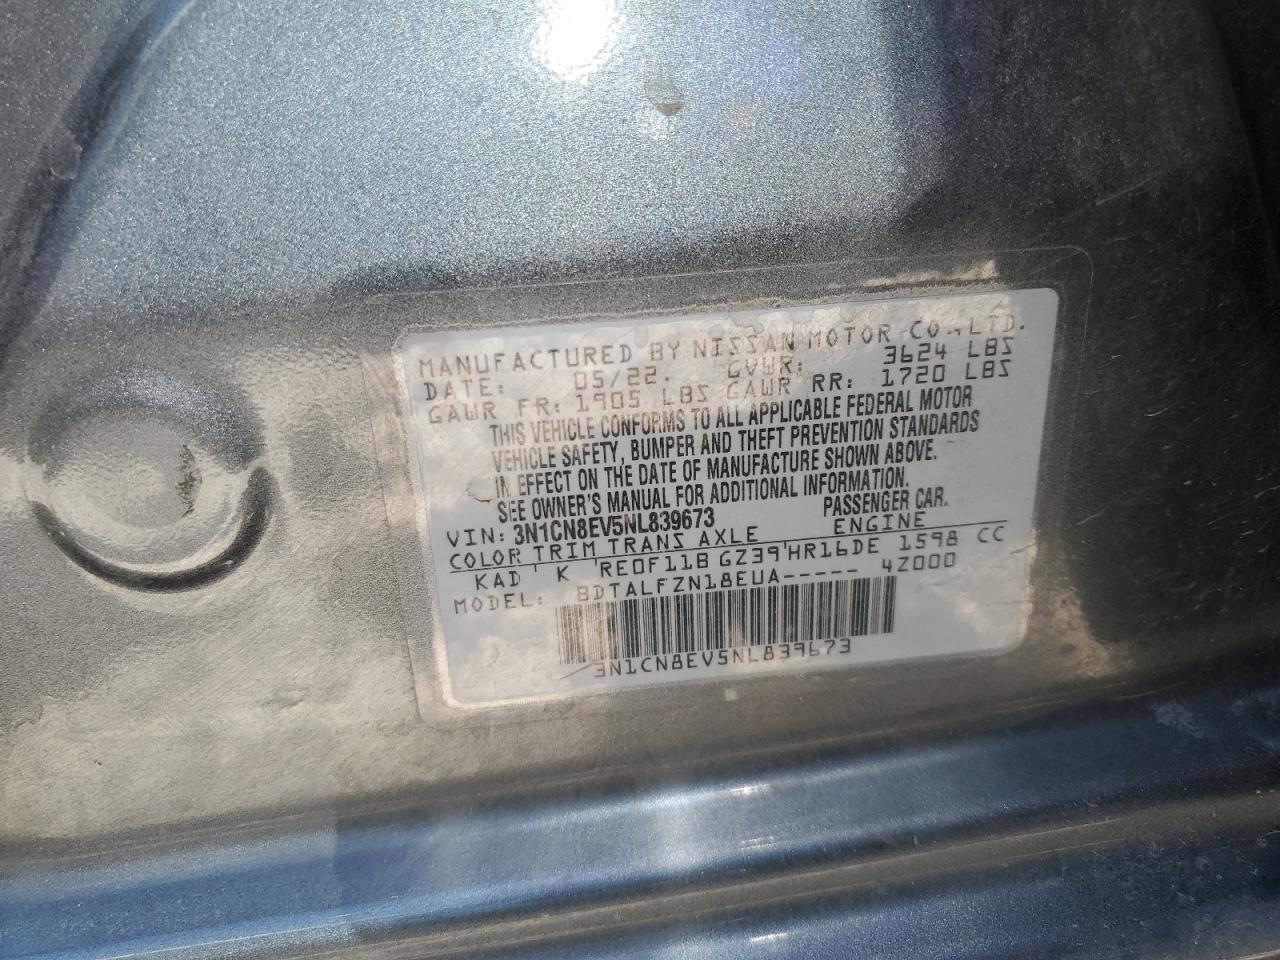 MANUFACTURED BY NISSAN MOTOR CO., LTD.
DATE: 05/22. GVWR: 3624 LBS
GAWR FR: 1905 LBS GAWR RR: 1720 LBS
THIS VEHICLE CONFORMS TO ALL APPLICABLE FEDERAL MOTOR
VEHICLE SAFETY, BUMPER AND THEFT PREVENTION STANDARDS
IN EFFECT ON THE DATE OF MANUFACTURE SHOWN ABOVE.
SEE OWNER'S MANUAL FOR ADDITIONAL INFORMATION.
VIN: 3N1CN8EV5NL839673 PASSENGER CAR.
COLOR TRIM TRANS AXLE ENGINE
KAD ' K 'RE0F11B GZ39'HR16DE 1598 CC
MODEL: BDTALFZN18EUA----- 4Z000
3N1CN8EV5NL839673